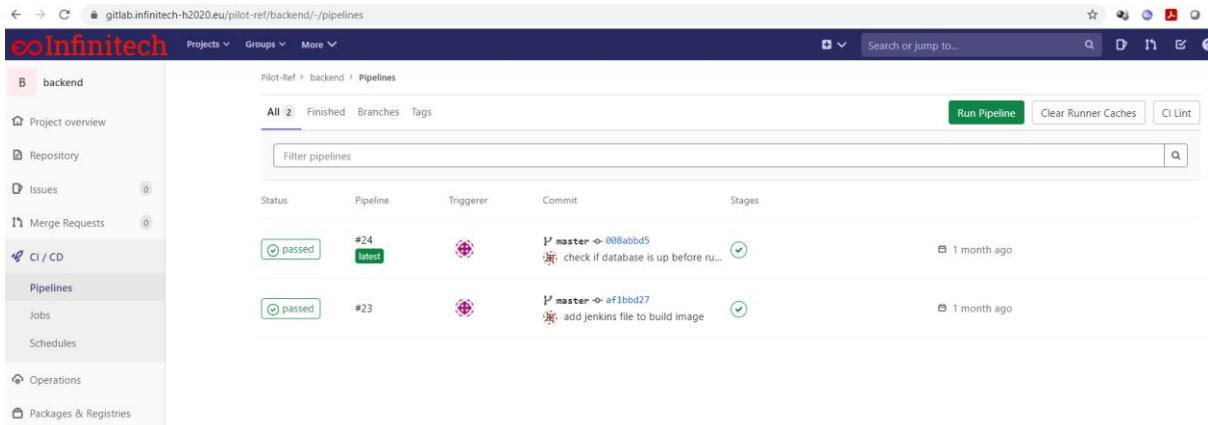 gitlab.infinitech-h2020.eu/pilot-ref/backend/-/pipelines
Infinitech Projects Groups More Search or jump to...
B backend
Project overview
Repository
Issues 0
Merge Requests 0
CI / CD
Pipelines
Jobs
Schedules
Operations
Packages & Registries
Pilot-Ref > backend > Pipelines
All 2 Finished Branches Tags Run Pipeline Clear Runner Caches CI Lint
Filter pipelines
Status Pipeline Triggerer Commit Stages
passed #24 latest master 008abbd5 1 month ago
check if database is up before ru...
passed #23 master af1bbd27 1 month ago
add jenkins file to build image